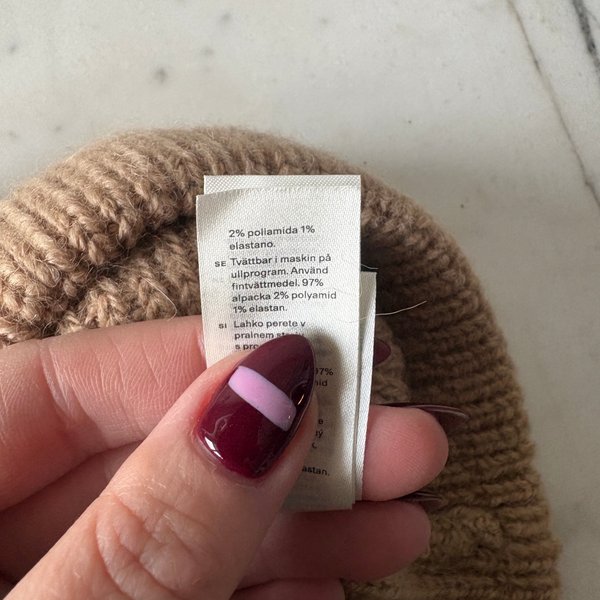 2% poliamida 1%
elastano.
SE Tvättbar i maskin på
ullprogram. Använd
fintvättmedel. 97%
alpacka 2% polyamid
1% elastan.
SI Lahko perete v
pralnem
s
97%
elastan.